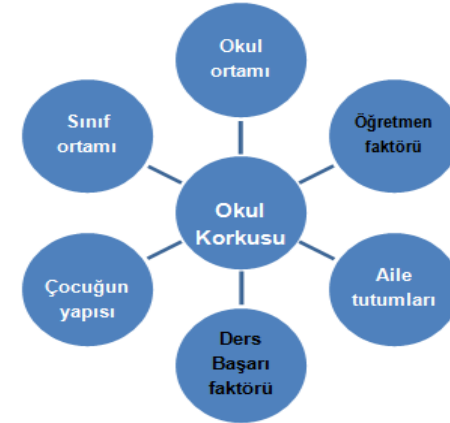 Okul
ortamı
Öğretmen
faktörü
Aile
tutumları
Ders
Başarı
faktörü
Çocuğun
yapısı
Sınıf
ortamı
Okul
Korkusu